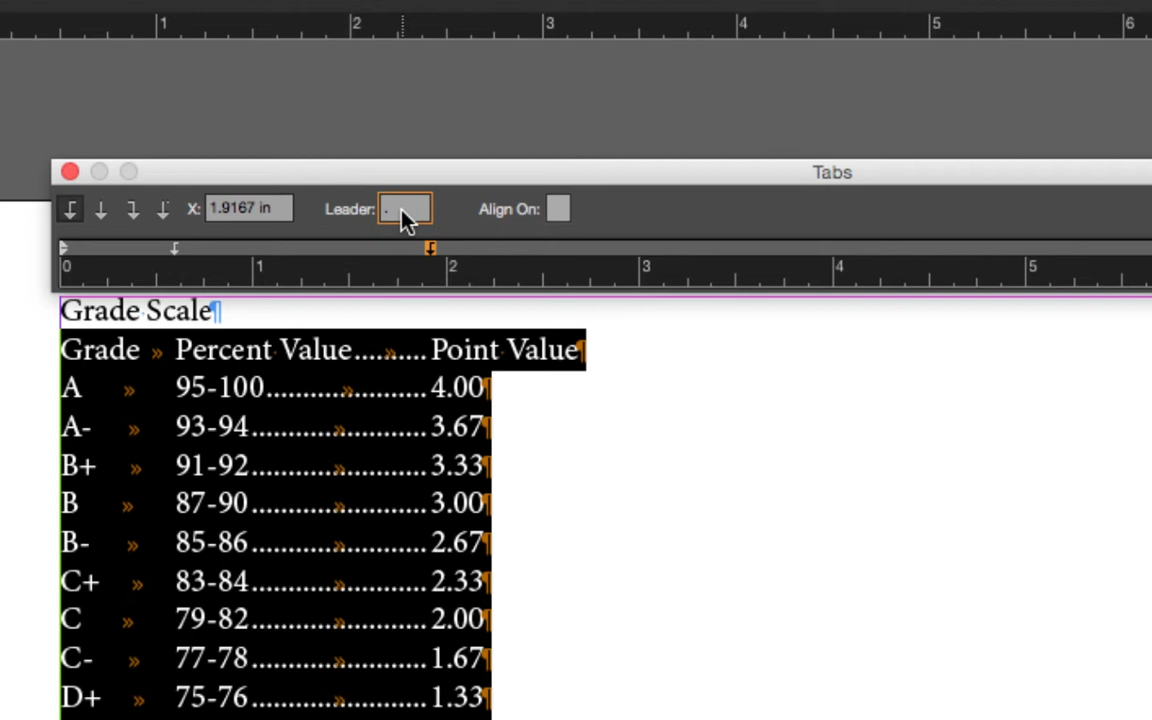 1 2 3 4 5 6
Tabs
X: 1.9167 in Leader: . Align On:
0 1 2 3 4 5
Grade Scale¶
Grade » Percent Value....»..... Point Value¶
A » 95-100...........»........... 4.00¶
A- » 93-94............»............ 3.67¶
B+ » 91-92............»............ 3.33¶
B » 87-90............»............ 3.00¶
B- » 85-86............»............ 2.67¶
C+ » 83-84............»............ 2.33¶
C » 79-82............»............ 2.00¶
C- » 77-78............»............ 1.67¶
D+ » 75-76............»............ 1.33¶